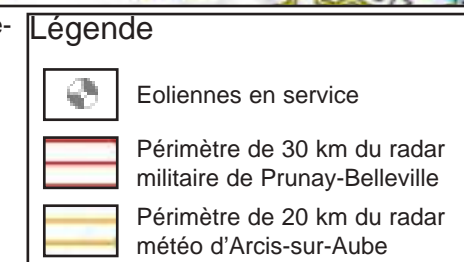 e-
Légende
Eoliennes en service
Périmètre de 30 km du radar
militaire de Prunay-Belleville
Périmètre de 20 km du radar
météo d'Arcis-sur-Aube